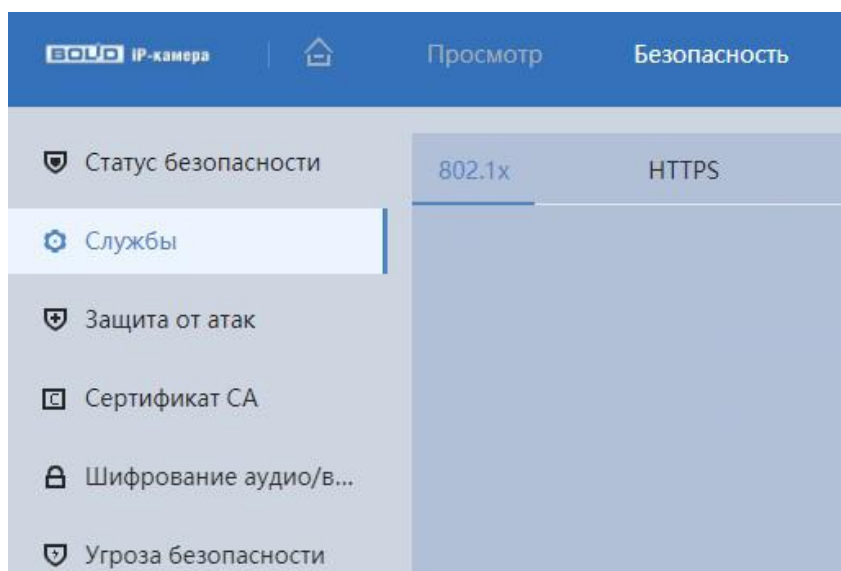 BOLID IP-камера
Просмотр
Безопасность
Статус безопасности
802.1x
HTTPS
Службы
Защита от атак
Сертификат CA
Шифрование аудио/в...
Угроза безопасности